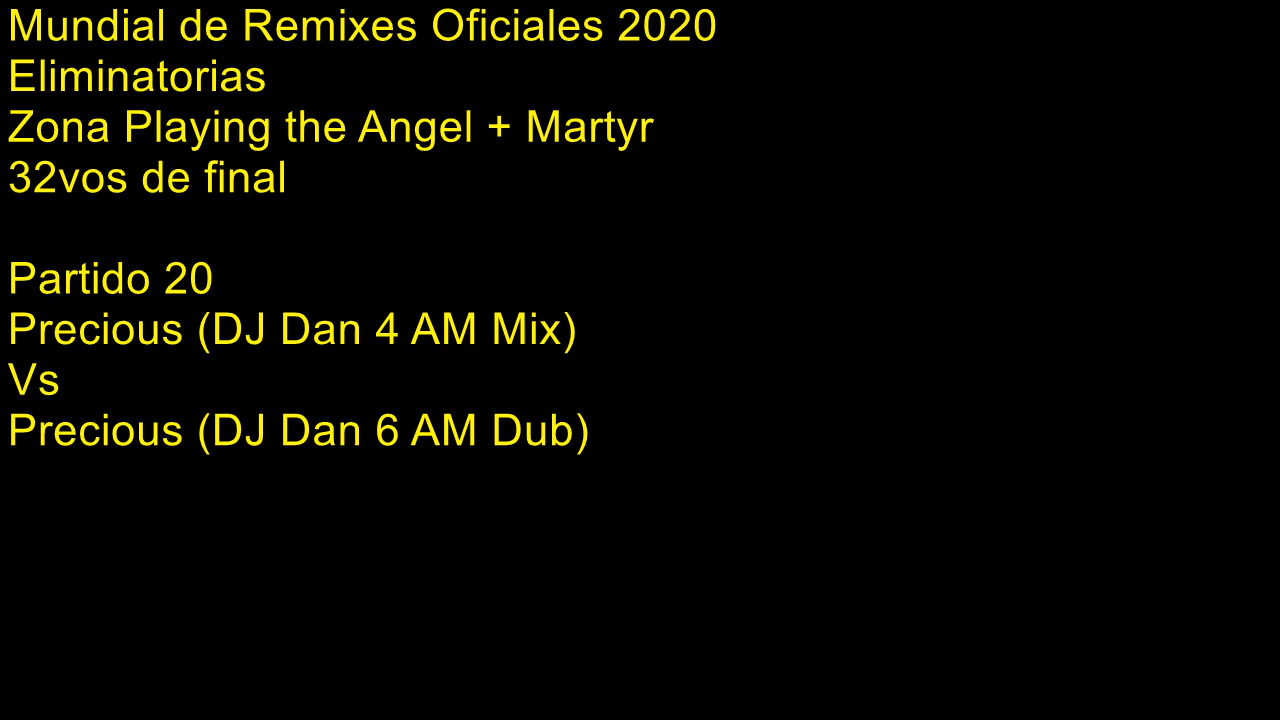 Mundial de Remixes Oficiales 2020
Eliminatorias
Zona Playing the Angel + Martyr
32vos de final
Partido 20
Precious (DJ Dan 4 AM Mix)
Vs
Precious (DJ Dan 6 AM Dub)